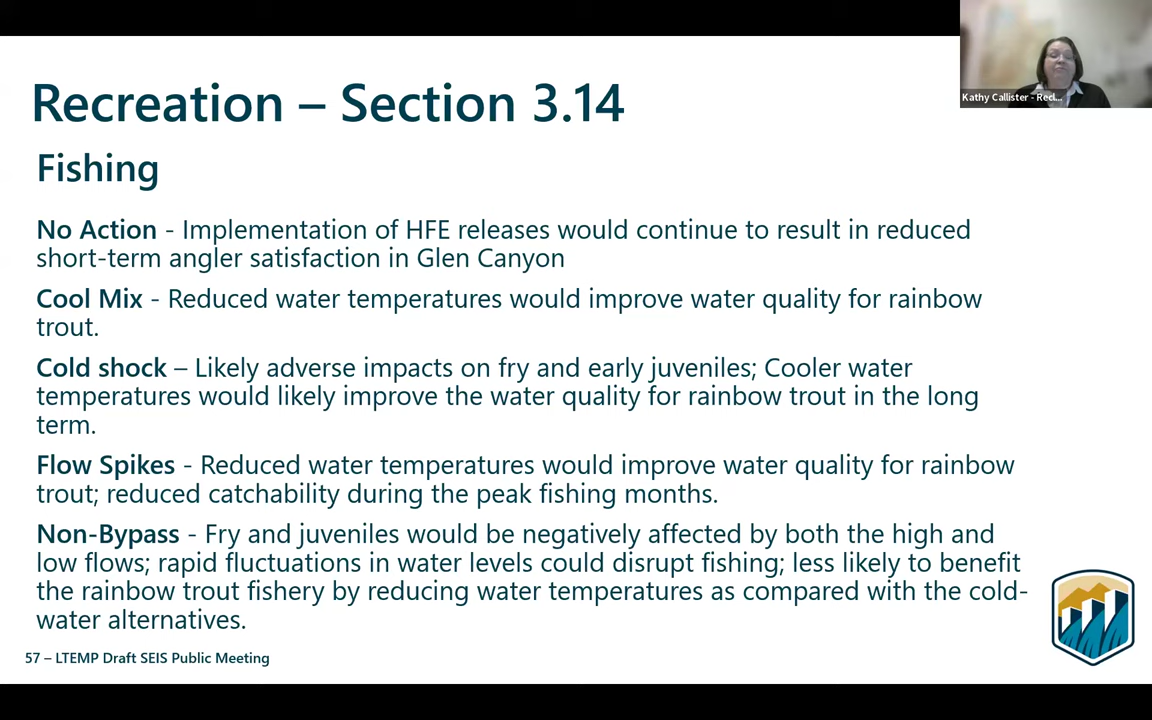 Kathy Callister - Recl...
Recreation – Section 3.14
Fishing
No Action - Implementation of HFE releases would continue to result in reduced
short-term angler satisfaction in Glen Canyon
Cool Mix - Reduced water temperatures would improve water quality for rainbow
trout.
Cold shock – Likely adverse impacts on fry and early juveniles; Cooler water
temperatures would likely improve the water quality for rainbow trout in the long
term.
Flow Spikes - Reduced water temperatures would improve water quality for rainbow
trout; reduced catchability during the peak fishing months.
Non-Bypass - Fry and juveniles would be negatively affected by both the high and
low flows; rapid fluctuations in water levels could disrupt fishing; less likely to benefit
the rainbow trout fishery by reducing water temperatures as compared with the cold-
water alternatives.
57 – LTEMP Draft SEIS Public Meeting